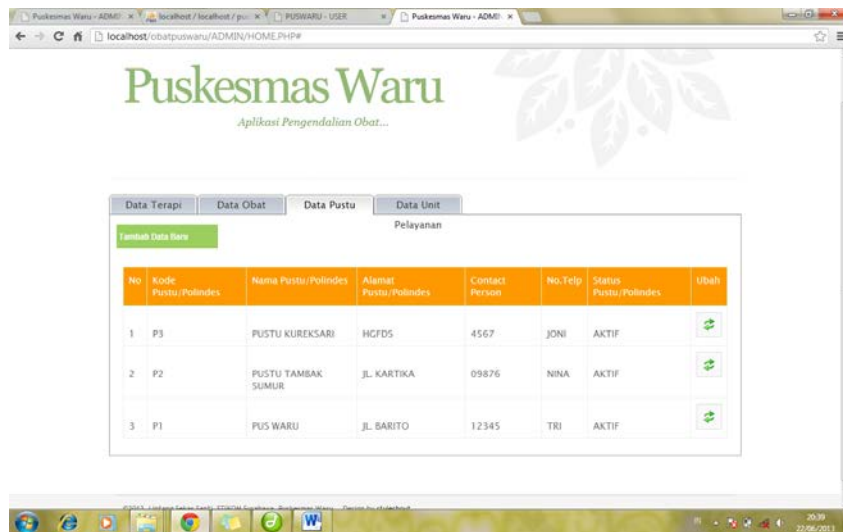 Puskesmas Waru - ADMI
localhost / localhost / pus
PUSWARU - USER
Puskesmas Waru - ADMI
localhost/obatpuswaru/ADMIN/HOME.PHP#
Puskesmas Waru
Aplikasi Pengendalian Obat...
Data Terapi Data Obat Data Pustu Data Unit
Pelayanan
Tambah Data Baru
No Kode Pustu/Polindes Nama Pustu/Polindes Alamat Pustu/Polindes Contact Person No.Telp Status Pustu/Polindes Ubah
1 P3 PUSTU KUREKSARI HGFDS 4567 JONI AKTIF
2 P2 PUSTU TAMBAK SUMUR JL. KARTIKA 09876 NINA AKTIF
3 P1 PUS WARU JL. BARITO 12345 TRI AKTIF
20:39
22/06/2013